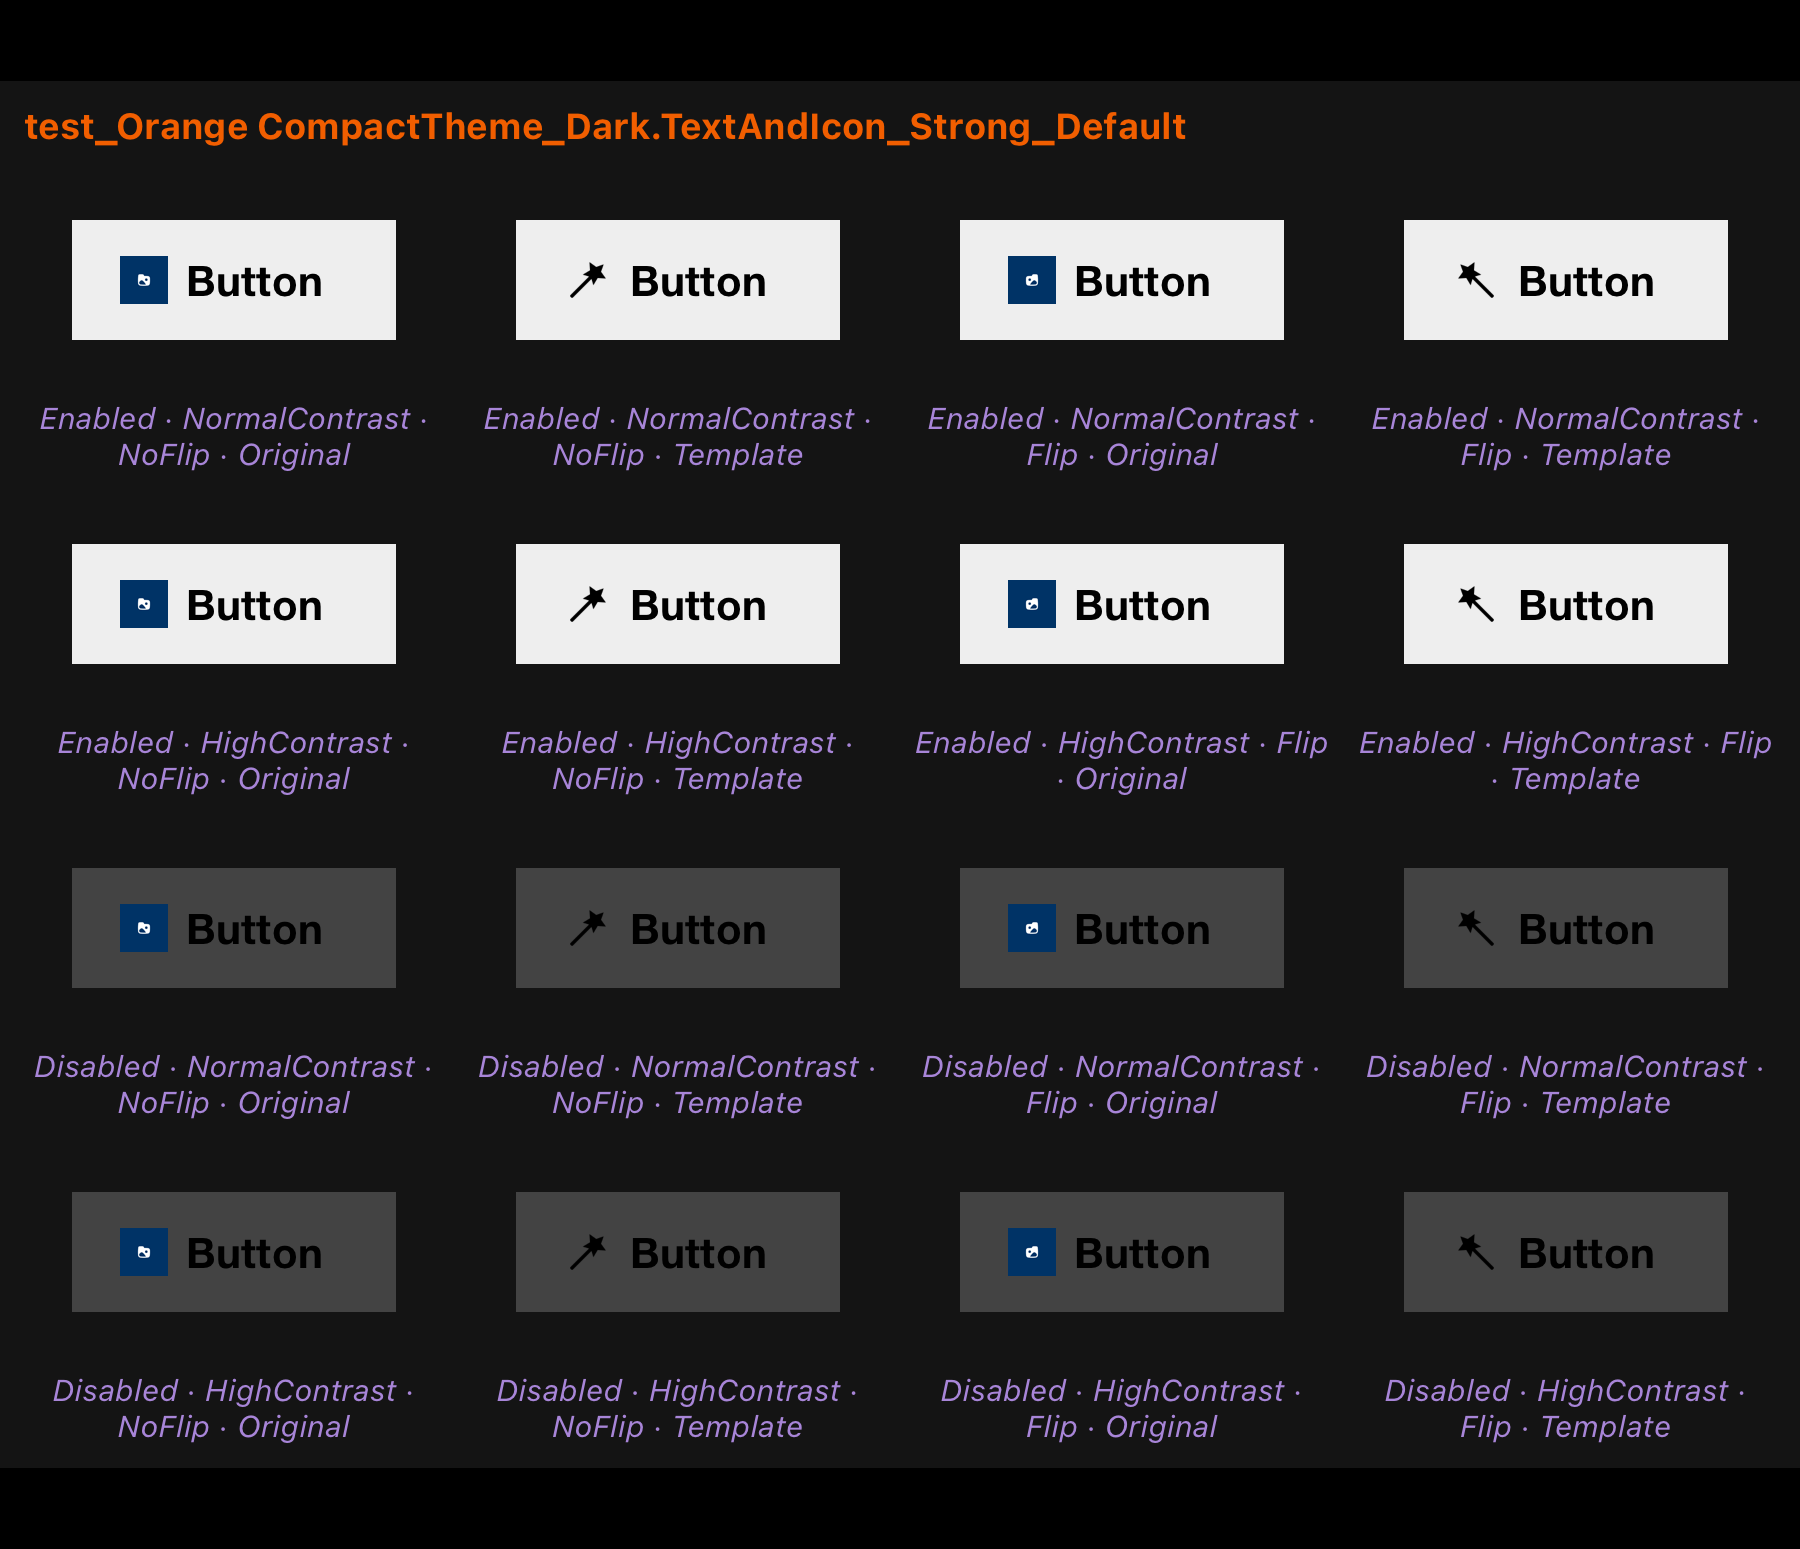 test_Orange CompactTheme_Dark.TextAndIcon_Strong_Default
Button Button Button Button
Enabled · NormalContrast · Enabled · NormalContrast · Enabled · NormalContrast · Enabled · NormalContrast ·
NoFlip · Original NoFlip · Template Flip · Original Flip · Template
Button Button Button Button
Enabled · HighContrast · Enabled · HighContrast · Enabled · HighContrast · Flip Enabled · HighContrast · Flip
NoFlip · Original NoFlip · Template · Original · Template
Button Button Button Button
Disabled · NormalContrast · Disabled · NormalContrast · Disabled · NormalContrast · Disabled · NormalContrast ·
NoFlip · Original NoFlip · Template Flip · Original Flip · Template
Button Button Button Button
Disabled · HighContrast · Disabled · HighContrast · Disabled · HighContrast · Disabled · HighContrast ·
NoFlip · Original NoFlip · Template Flip · Original Flip · Template